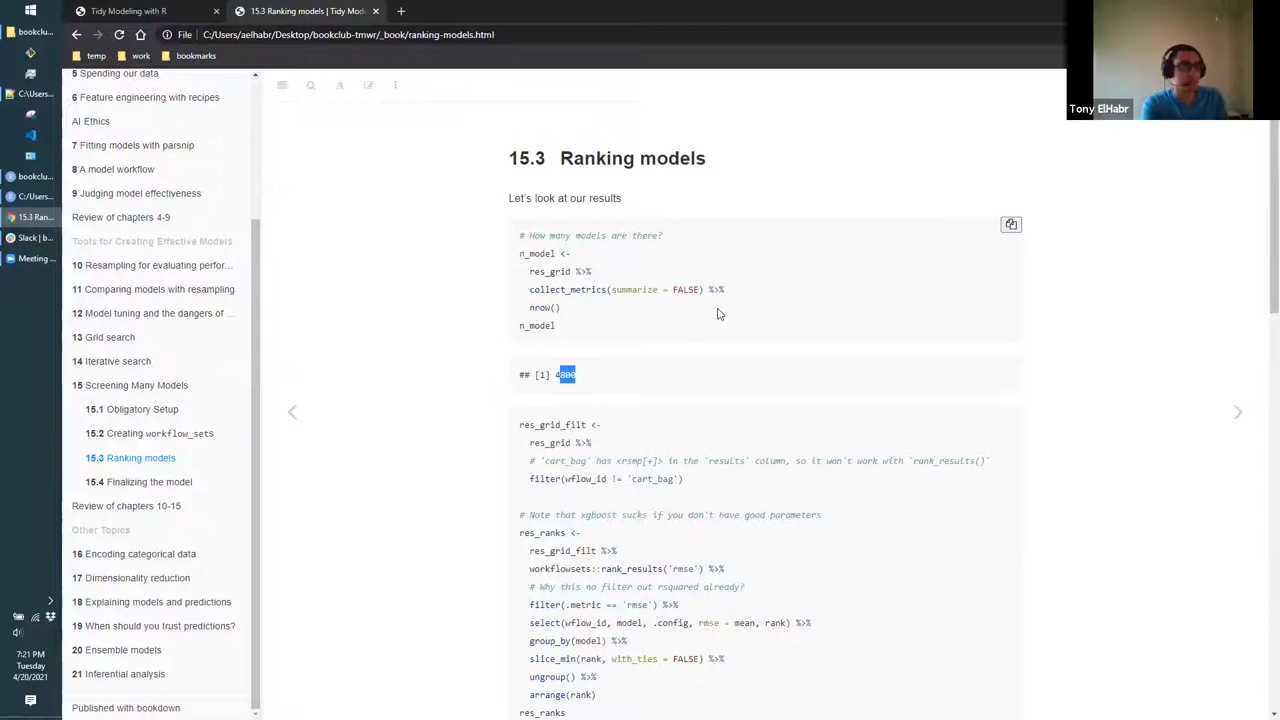 Tidy Modeling with R
15.3 Ranking models | Tidy Mode
File C:/Users/aelhabr/Desktop/bookclub-tmwr/_book/ranking-models.html
temp
work
bookmarks
bookclu...
C:\Users...
bookclu...
C:/Users...
15.3 Ran...
Slack | b...
Meeting ...
7:21 PM
Tuesday
4/20/2021
5 Spending our data
6 Feature engineering with recipes
AI Ethics
7 Fitting models with parsnip
8 A model workflow
9 Judging model effectiveness
Review of chapters 4-9
Tools for Creating Effective Models
10 Resampling for evaluating perfor...
11 Comparing models with resampling
12 Model tuning and the dangers of ...
13 Grid search
14 Iterative search
15 Screening Many Models
15.1 Obligatory Setup
15.2 Creating workflow_sets
15.3 Ranking models
15.4 Finalizing the model
Review of chapters 10-15
Other Topics
16 Encoding categorical data
17 Dimensionality reduction
18 Explaining models and predictions
19 When should you trust predictions?
20 Ensemble models
21 Inferential analysis
Published with bookdown
15.3 Ranking models
Let's look at our results
# How many models are there?
n_model <-
res_grid %>%
collect_metrics(summarize = FALSE) %>%
nrow()
n_model
## [1] 4800
res_grid_filt <-
res_grid %>%
# 'cart_bag' has <rsmp[+]> in the `results` column, so it won't work with `rank_results()`
filter(wflow_id != 'cart_bag')
# Note that xgboost sucks if you don't have good parameters
res_ranks <-
res_grid_filt %>%
workflowsets::rank_results('rmse') %>%
# Why this no filter out rsquared already?
filter(.metric == 'rmse') %>%
select(wflow_id, model, .config, rmse = mean, rank) %>%
group_by(model) %>%
slice_min(rank, with_ties = FALSE) %>%
ungroup() %>%
arrange(rank)
res_ranks
Tony ElHabr